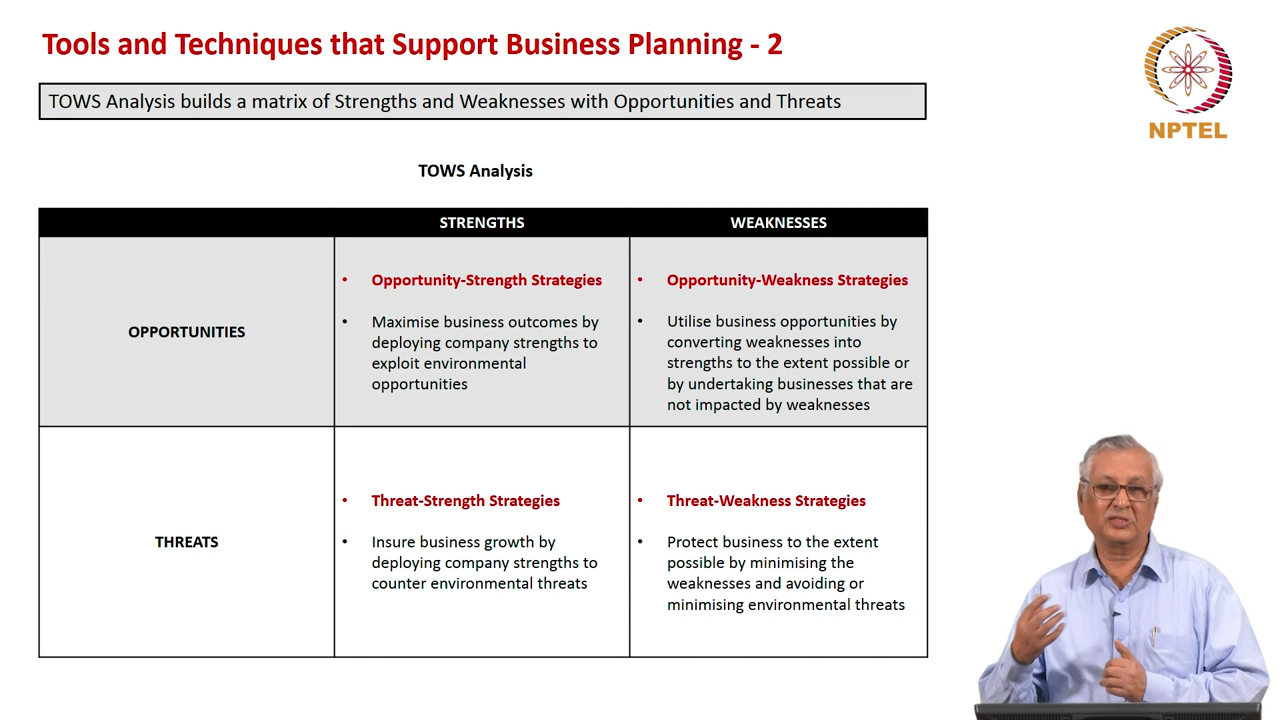 Tools and Techniques that Support Business Planning - 2
NPTEL
TOWS Analysis builds a matrix of Strengths and Weaknesses with Opportunities and Threats
TOWS Analysis
STRENGTHS
WEAKNESSES
OPPORTUNITIES
• Opportunity-Strength Strategies
• Maximise business outcomes by
deploying company strengths to
exploit environmental
opportunities
• Opportunity-Weakness Strategies
• Utilise business opportunities by
converting weaknesses into
strengths to the extent possible or
by undertaking businesses that are
not impacted by weaknesses
THREATS
• Threat-Strength Strategies
• Insure business growth by
deploying company strengths to
counter environmental threats
• Threat-Weakness Strategies
• Protect business to the extent
possible by minimising the
weaknesses and avoiding or
minimising environmental threats